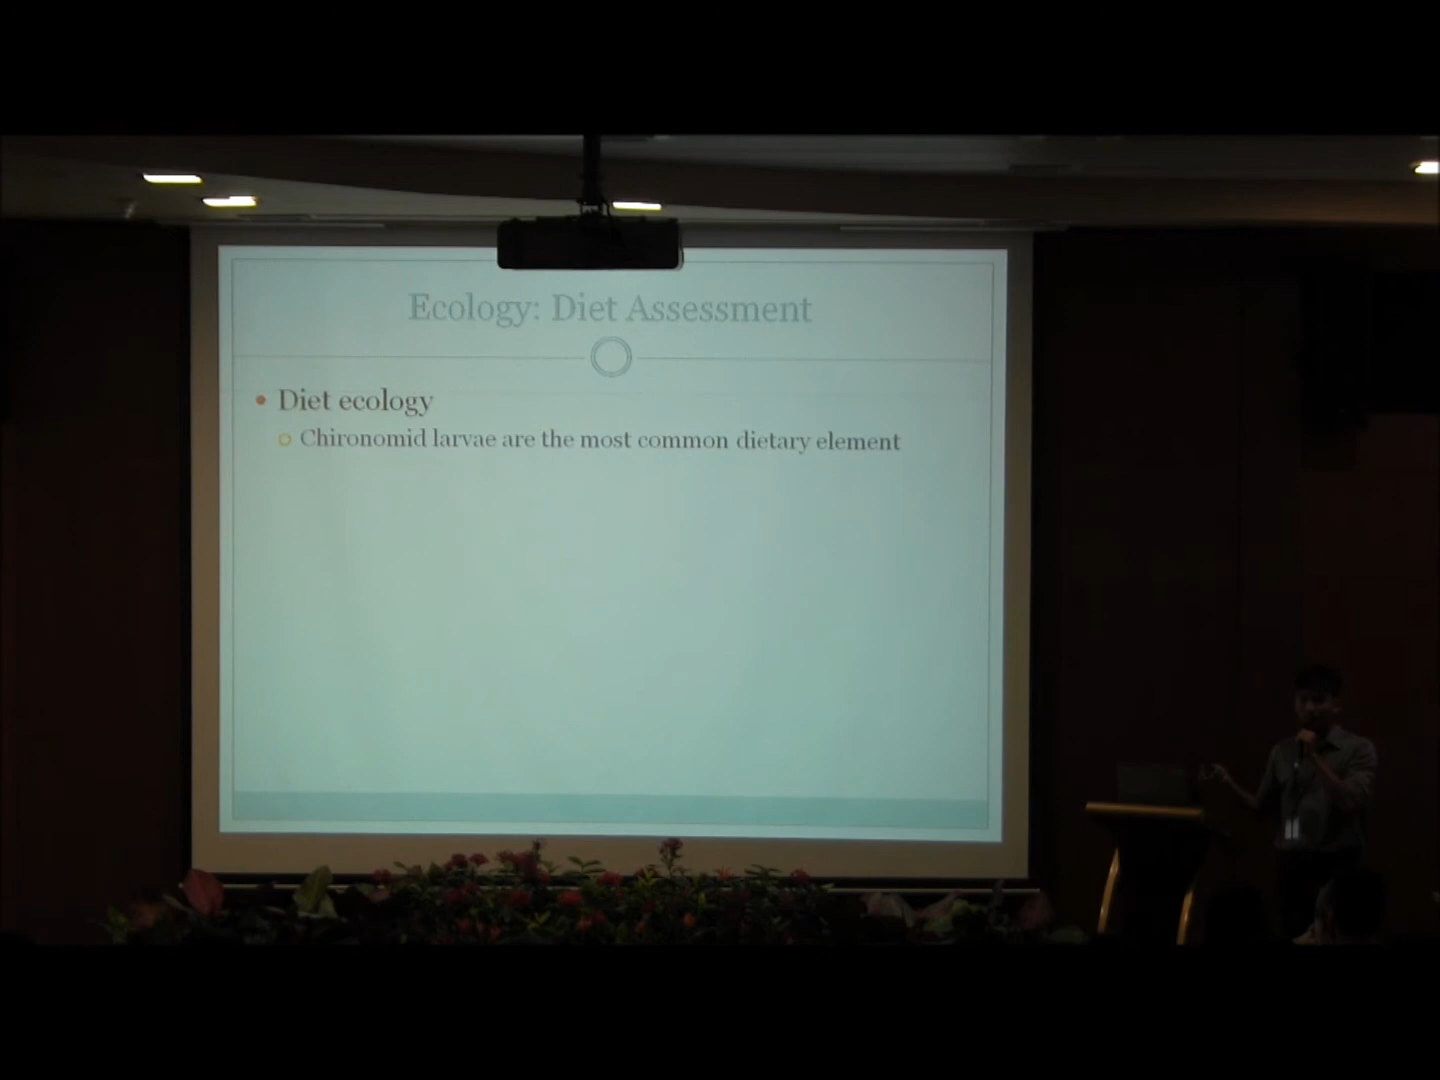 Ecology: Diet Assessment
Diet ecology
Chironomid larvae are the most common dietary element